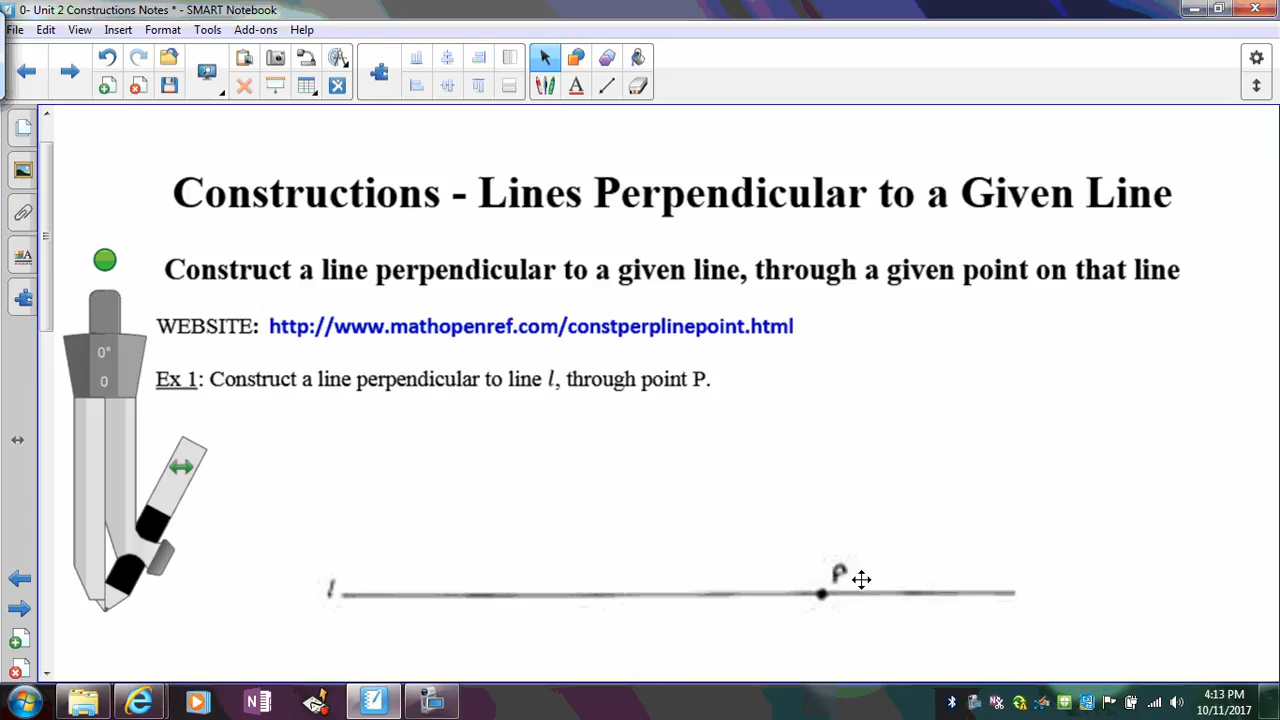 0- Unit 2 Constructions Notes * - SMART Notebook
File Edit View Insert Format Tools Add-ons Help
Constructions - Lines Perpendicular to a Given Line
Construct a line perpendicular to a given line, through a given point on that line
WEBSITE: http://www.mathopenref.com/constperplinepoint.html
0°
0
Ex 1: Construct a line perpendicular to line l, through point P.
P
l
4:13 PM
10/11/2017